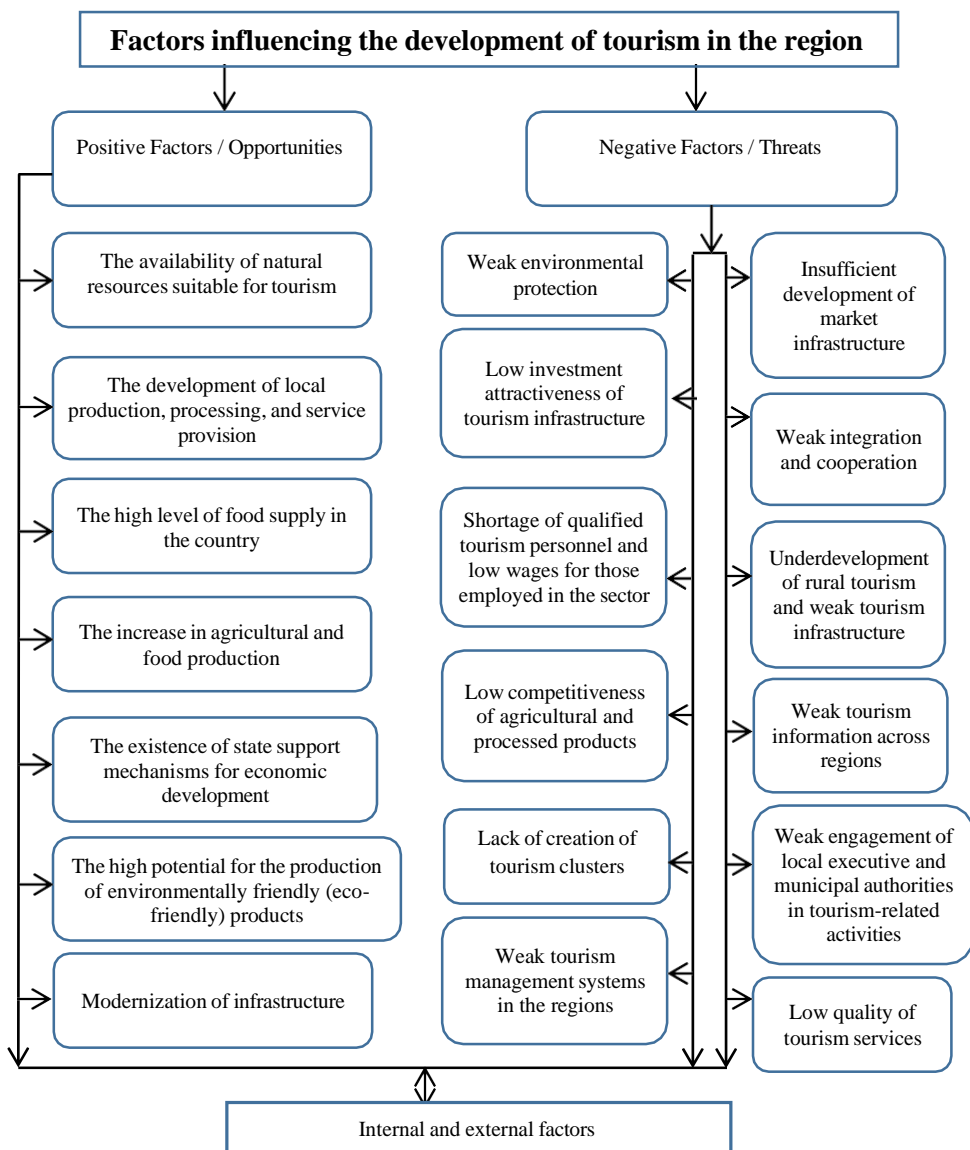 Factors influencing the development of tourism in the region
Positive Factors / Opportunities
Negative Factors / Threats
The availability of natural
resources suitable for tourism
The development of local
production, processing, and service
provision
The high level of food supply in
the country
The increase in agricultural and
food production
The existence of state support
mechanisms for economic
development
The high potential for the production
of environmentally friendly (eco-
friendly) products
Modernization of infrastructure
Weak environmental
protection
Low investment
attractiveness of
tourism infrastructure
Shortage of qualified
tourism personnel and
low wages for those
employed in the sector
Low competitiveness
of agricultural and
processed products
Lack of creation of
tourism clusters
Weak tourism
management systems
in the regions
Insufficient
development of
market
infrastructure
Weak integration
and cooperation
Underdevelopment
of rural tourism
and weak tourism
infrastructure
Weak tourism
information across
regions
Weak engagement of
local executive and
municipal authorities
in tourism-related
activities
Low quality of
tourism services
Internal and external factors